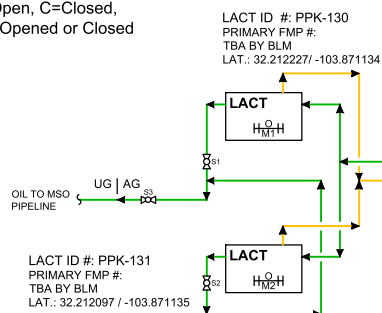 Open, C=Closed,
Opened or Closed
LACT ID #: PPK-130
PRIMARY FMP #:
TBA BY BLM
LAT.: 32.212227/ -103.871134
LACT
O
M1
S1
UG AG
S3
OIL TO MSO
PIPELINE
LACT
O
M2
S2
LACT ID #: PPK-131
PRIMARY FMP #:
TBA BY BLM
LAT.: 32.212097 / -103.871135